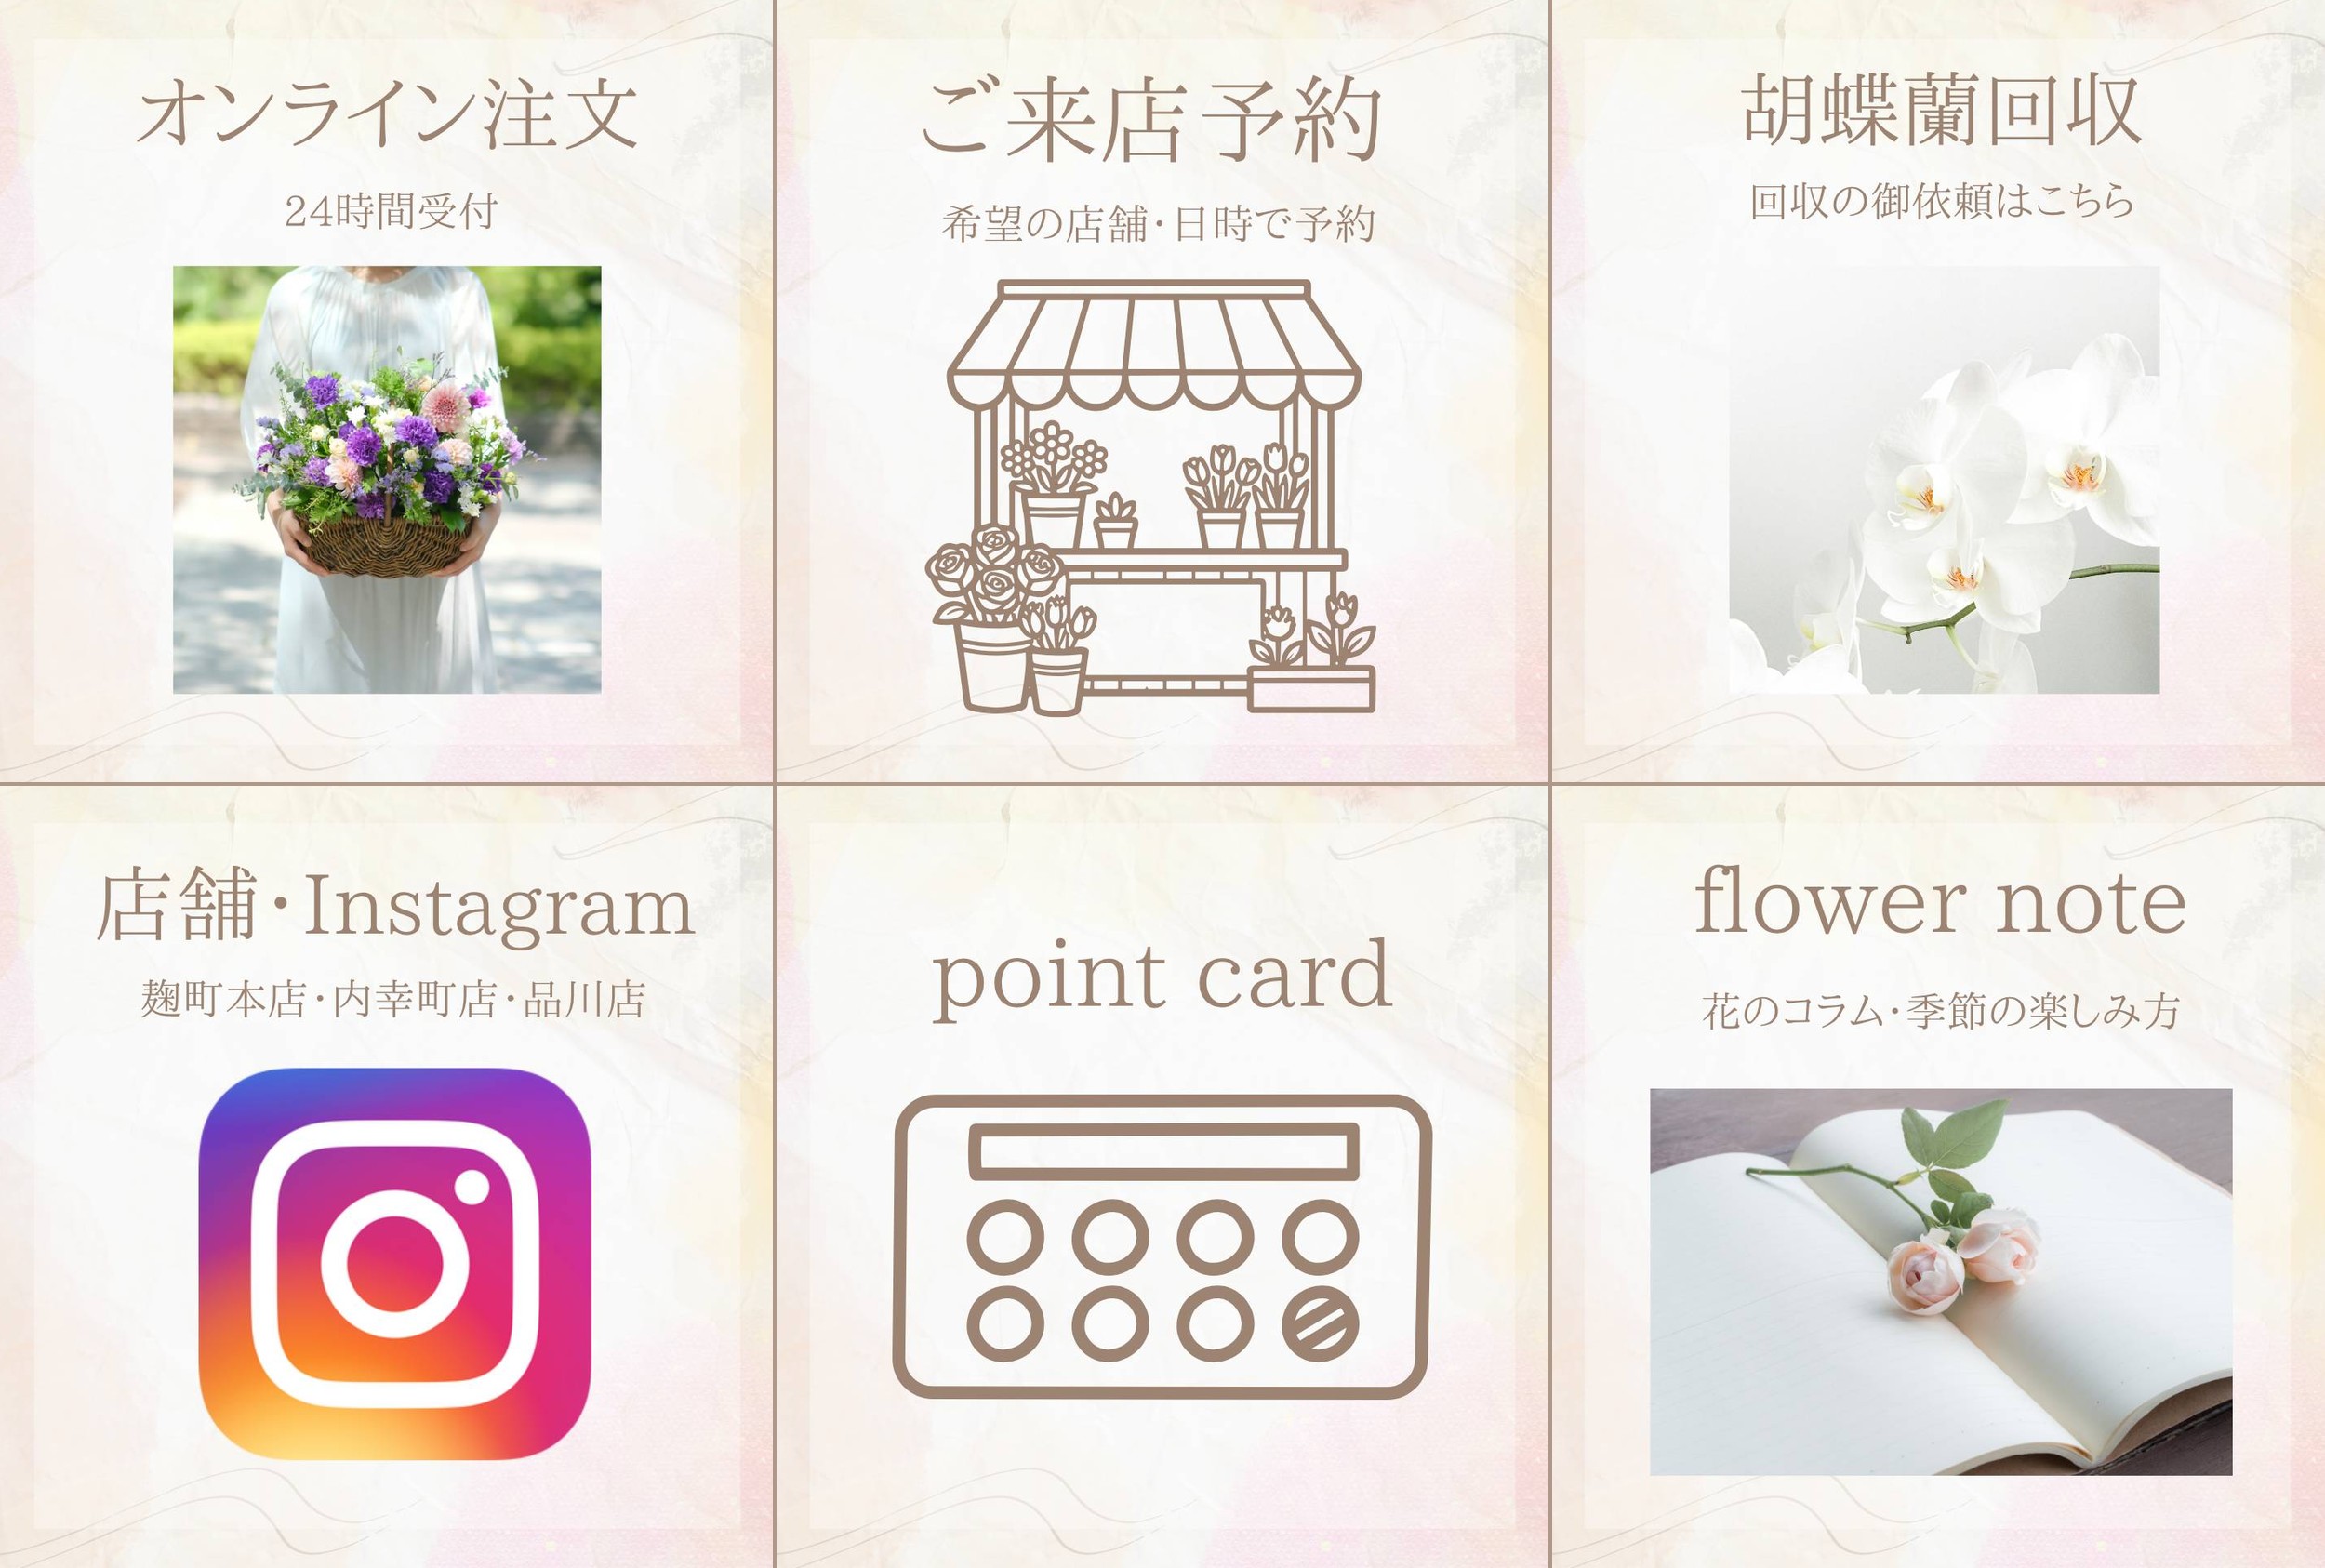 オンライン注文
24時間受付
ご来店予約
希望の店舗・日時で予約
胡蝶蘭回収
回収の御依頼はこちら
店舗・Instagram
麹町本店・内幸町店・品川店
point card
flower note
花のコラム・季節の楽しみ方